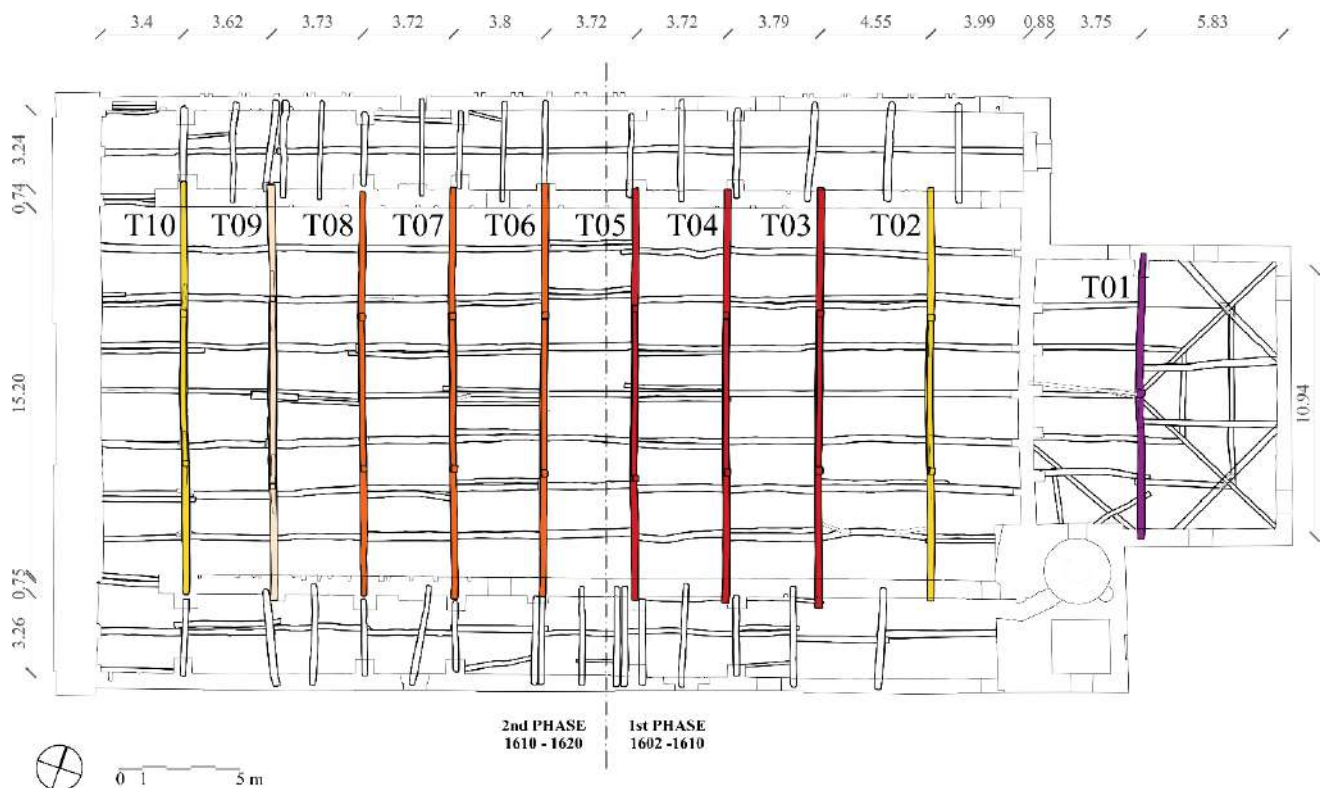 3.4 3.62 3.73 3.72 3.8 3.72 3.72 3.79 4.55 3.99 0.88 3.75 5.83
3.24
0.74
T10 T09 T08 T07 T06 T05 T04 T03 T02
T01
15.20
10.94
0.75
3.26
2nd PHASE 1st PHASE
1610 - 1620 1602 -1610
0 1 5 m